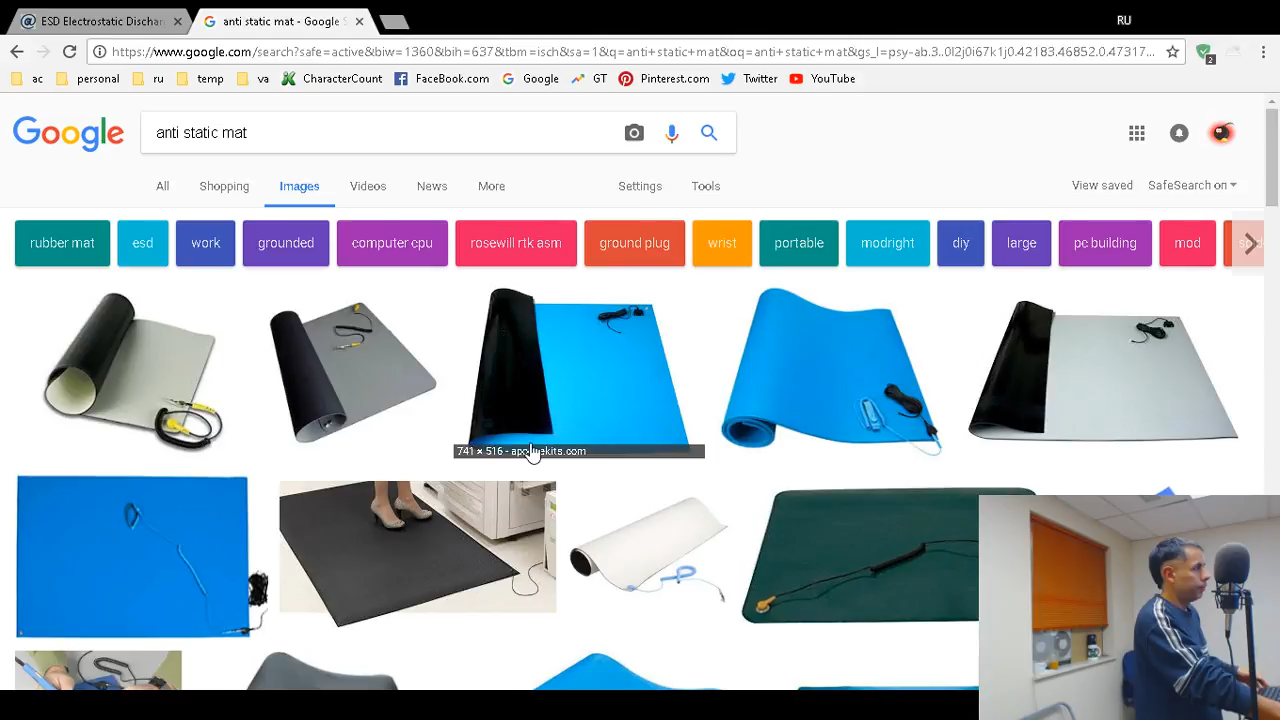 RU
@ ESD Electrostatic Dischar ×
G anti static mat - Google S ×
https://www.google.com/search?safe=active&biw=1360&bih=637&tbm=isch&sa=1&q=anti+static+mat&oq=anti+static+mat&gs_l=psy-ab.3..0l2j0i67k1j0.42183.46852.0.47317...
2
ac personal ru temp va CharacterCount FaceBook.com Google GT Pinterest.com Twitter YouTube
Google anti static mat
All Shopping Images Videos News More Settings Tools View saved SafeSearch on
rubber mat esd work grounded computer cpu rosewill rtk asm ground plug wrist portable modright diy large pc building mod
741 × 516